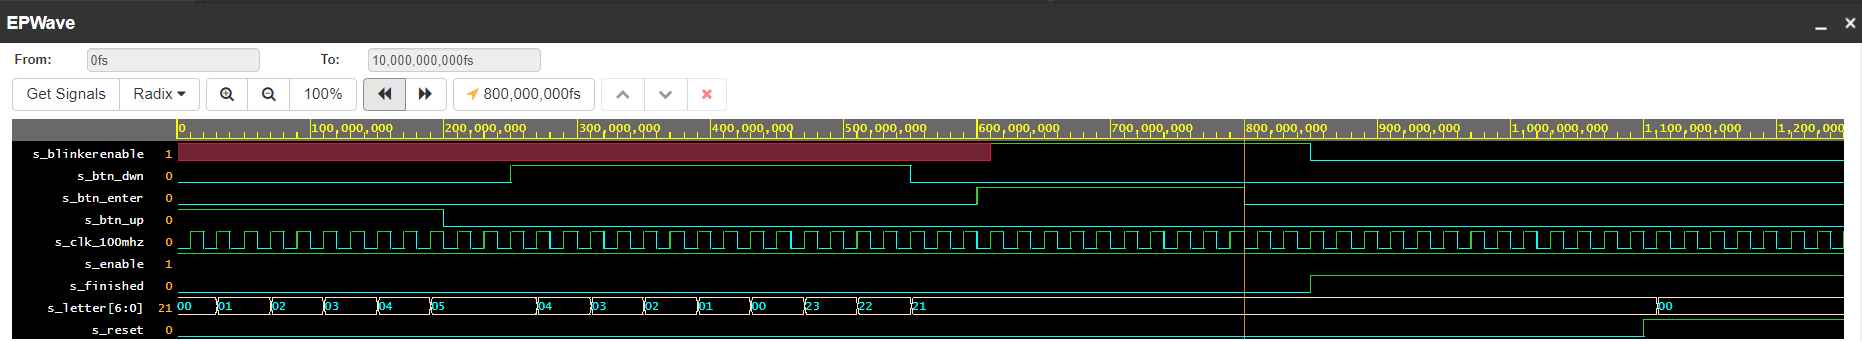 EPWave
From: 0fs To: 10,000,000,000fs
Get Signals Radix 100% 800,000,000fs
0 100,000,000 200,000,000 300,000,000 400,000,000 500,000,000 600,000,000 700,000,000 800,000,000 900,000,000 1,000,000,000 1,100,000,000 1,200,000
s_blinkerenable 1
s_btn_dwn 0
s_btn_enter 0
s_btn_up 0
s_clk_100mhz 0
s_enable 1
s_finished 0
s_letter[6:0] 21 00 01 02 03 04 05 04 03 02 01 00 23 22 21 00
s_reset 0